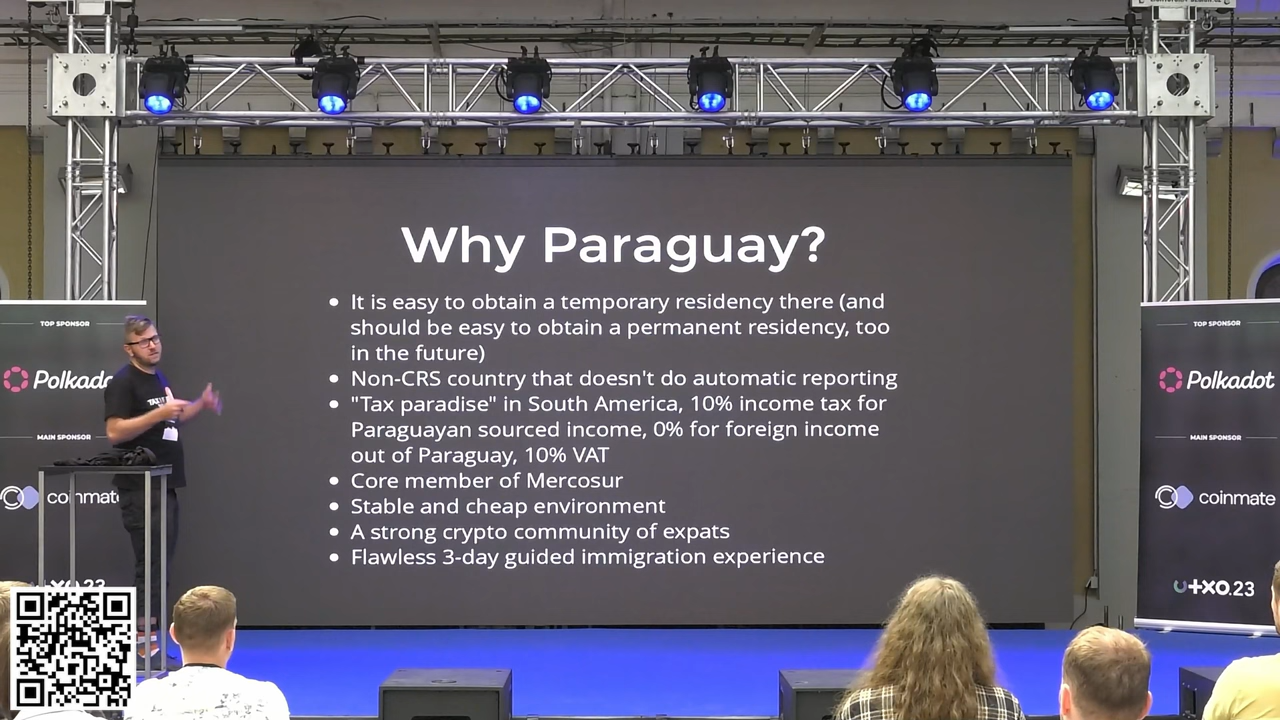 Why Paraguay?
• It is easy to obtain a temporary residency there (and
should be easy to obtain a permanent residency, too
in the future)
• Non-CRS country that doesn't do automatic reporting
• "Tax paradise" in South America, 10% income tax for
Paraguayan sourced income, 0% for foreign income
out of Paraguay, 10% VAT
• Core member of Mercosur
• Stable and cheap environment
• A strong crypto community of expats
• Flawless 3-day guided immigration experience
TOP SPONSOR
Polkado
MAIN SPONSOR
coinmate
TOP SPONSOR
Polkadot
MAIN SPONSOR
coinmate
utxo.23